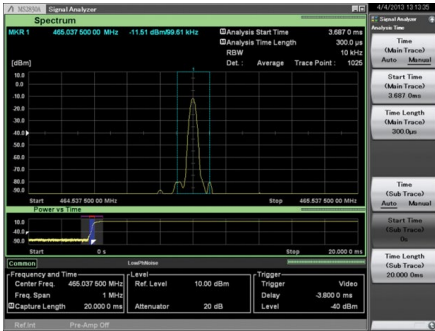 MS2850A Signal Analyzer
4/4/2013 13:13:35
Spectrum
MKR 1 465.037 500 00 MHz -11.51 dBm/99.61 kHz
Analysis Start Time 3.687 0 ms
Analysis Time Length 300.0 µs
RBW 10 kHz
[dBm] Det. : Average Trace Point : 1025
10.0
0.0
-10.0
-20.0
-30.0
-40.0
-50.0
-60.0
-70.0
-80.0
-90.0
Start 464.537 500 00 MHz Stop 465.537 500 00 MHz
Power vs Time
10.0
-40.0
-90.0
Start 0 s Stop 20.000 0 ms
Common LowPhNoise
Frequency and Time
Center Freq. 465.037 500 MHz
Freq. Span 1 MHz
Capture Length 20.000 0 ms
Level
Ref. Level 10.00 dBm
Attenuator 20 dB
Trigger
Trigger Video
Delay -3.800 0 ms
Level -40 dBm
Ref.Int Pre-Amp Off
Signal Analyzer
Analysis Time
Time
(Main Trace)
Auto Manual
Start Time
(Main Trace)
3.687 0ms
Time Length
(Main Trace)
300.0µs
Time
(Sub Trace)
Auto Manual
Start Time
(Sub Trace)
0s
Time Length
(Sub Trace)
20.000 0ms